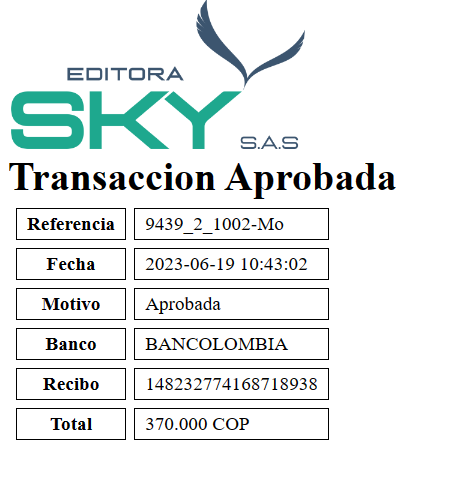 EDITORA
SKY
S.A.S
Transaccion Aprobada
Referencia 9439_2_1002-Mo
Fecha 2023-06-19 10:43:02
Motivo Aprobada
Banco BANCOLOMBIA
Recibo 148232774168718938
Total 370.000 COP